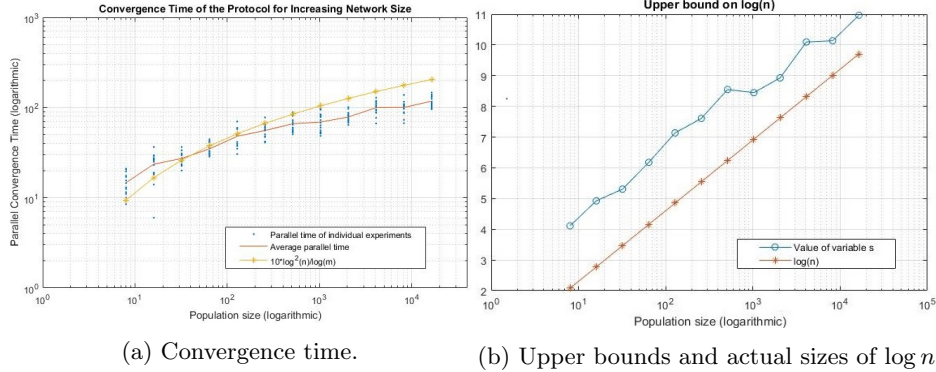 Convergence Time of the Protocol for Increasing Network Size
10^3
10^2
10^1
10^0
Parallel Convergence Time (logarithmic)
Parallel time of individual experiments
Average parallel time
10*log^2(n)/log(m)
10^0 10^1 10^2 10^3 10^4
Population size (logarithmic)
(a) Convergence time.
Upper bound on log(n)
11
10
9
8
7
6
5
4
3
2
Value of variable s
log(n)
10^0 10^1 10^2 10^3 10^4 10^5
Population size (logarithmic)
(b) Upper bounds and actual sizes of log n